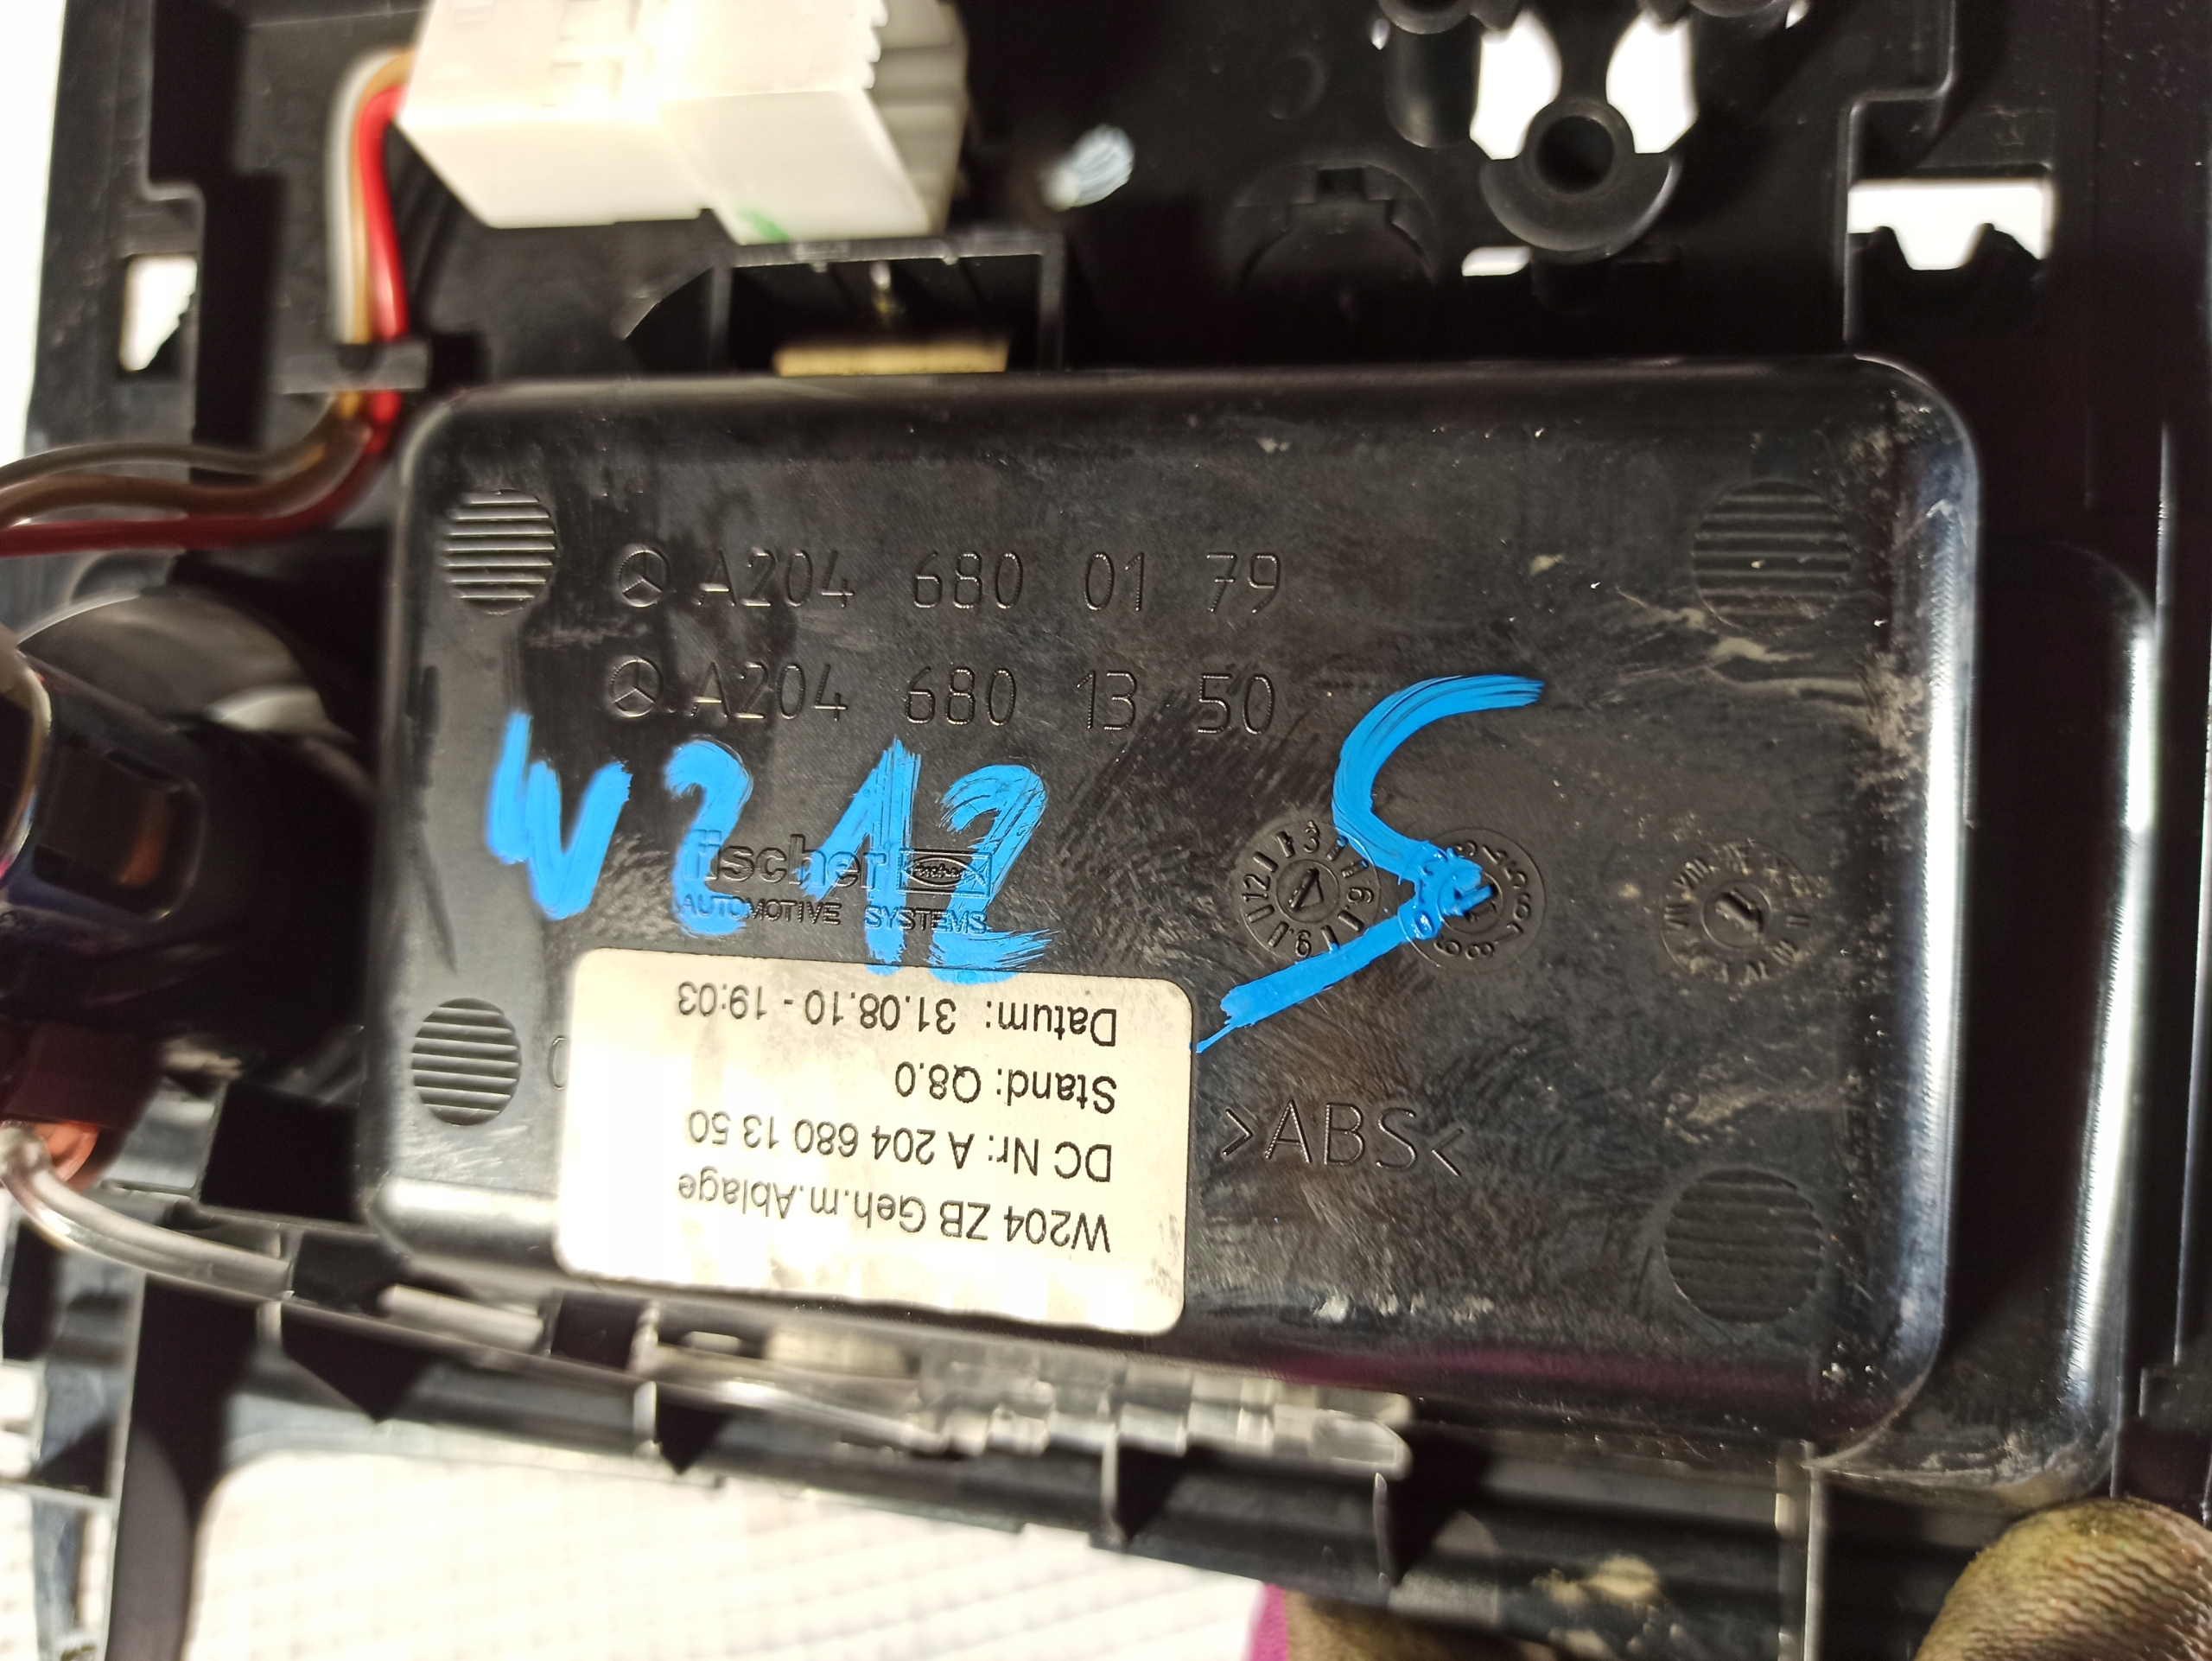 A204 680 01 79
A204 680 13 50
W212
S
fischer
AUTOMOTIVE SYSTEMS
>ABS<
W204 ZB Geh.m.Ablage
DC Nr: A 204 680 13 50
Stand: Q8.0
Datum: 31.08.10 - 19:03